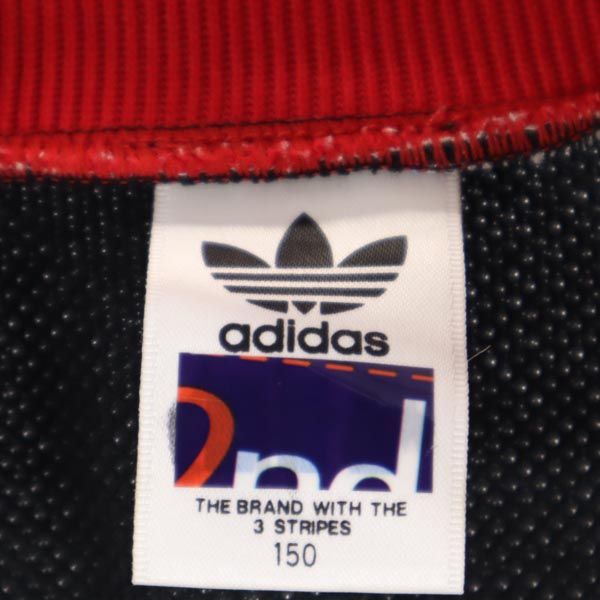 adidas
2nd
THE BRAND WITH THE
3 STRIPES
150